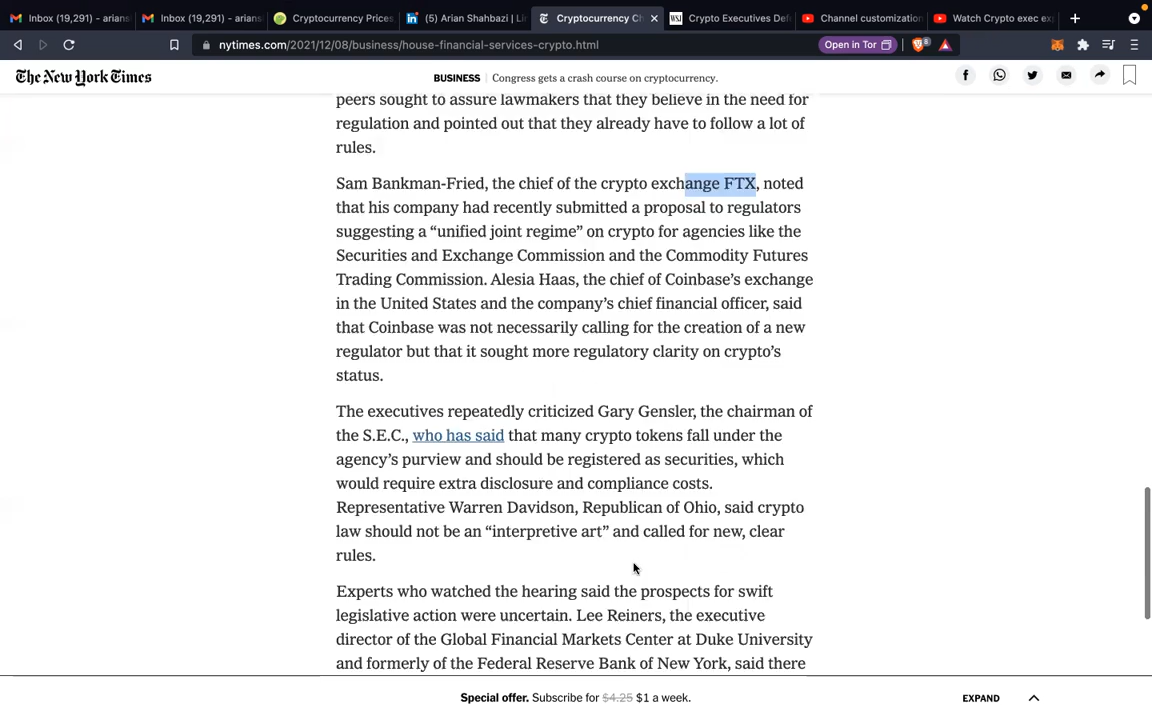 Inbox (19,291) - arians
Inbox (19,291) - arians
Cryptocurrency Prices
(5) Arian Shahbazi | Li
Cryptocurrency C
Crypto Executives Def
Channel customization
Watch Crypto exec ex
nytimes.com/2021/12/08/business/house-financial-services-crypto.html
Open in Tor
8
The New York Times
BUSINESS | Congress gets a crash course on cryptocurrency.
peers sought to assure lawmakers that they believe in the need for
regulation and pointed out that they already have to follow a lot of
rules.
Sam Bankman-Fried, the chief of the crypto exchange FTX, noted
that his company had recently submitted a proposal to regulators
suggesting a “unified joint regime” on crypto for agencies like the
Securities and Exchange Commission and the Commodity Futures
Trading Commission. Alesia Haas, the chief of Coinbase’s exchange
in the United States and the company’s chief financial officer, said
that Coinbase was not necessarily calling for the creation of a new
regulator but that it sought more regulatory clarity on crypto’s
status.
The executives repeatedly criticized Gary Gensler, the chairman of
the S.E.C., who has said that many crypto tokens fall under the
agency’s purview and should be registered as securities, which
would require extra disclosure and compliance costs.
Representative Warren Davidson, Republican of Ohio, said crypto
law should not be an “interpretive art” and called for new, clear
rules.
Experts who watched the hearing said the prospects for swift
legislative action were uncertain. Lee Reiners, the executive
director of the Global Financial Markets Center at Duke University
and formerly of the Federal Reserve Bank of New York, said there
Special offer. Subscribe for $4.25 $1 a week.
EXPAND